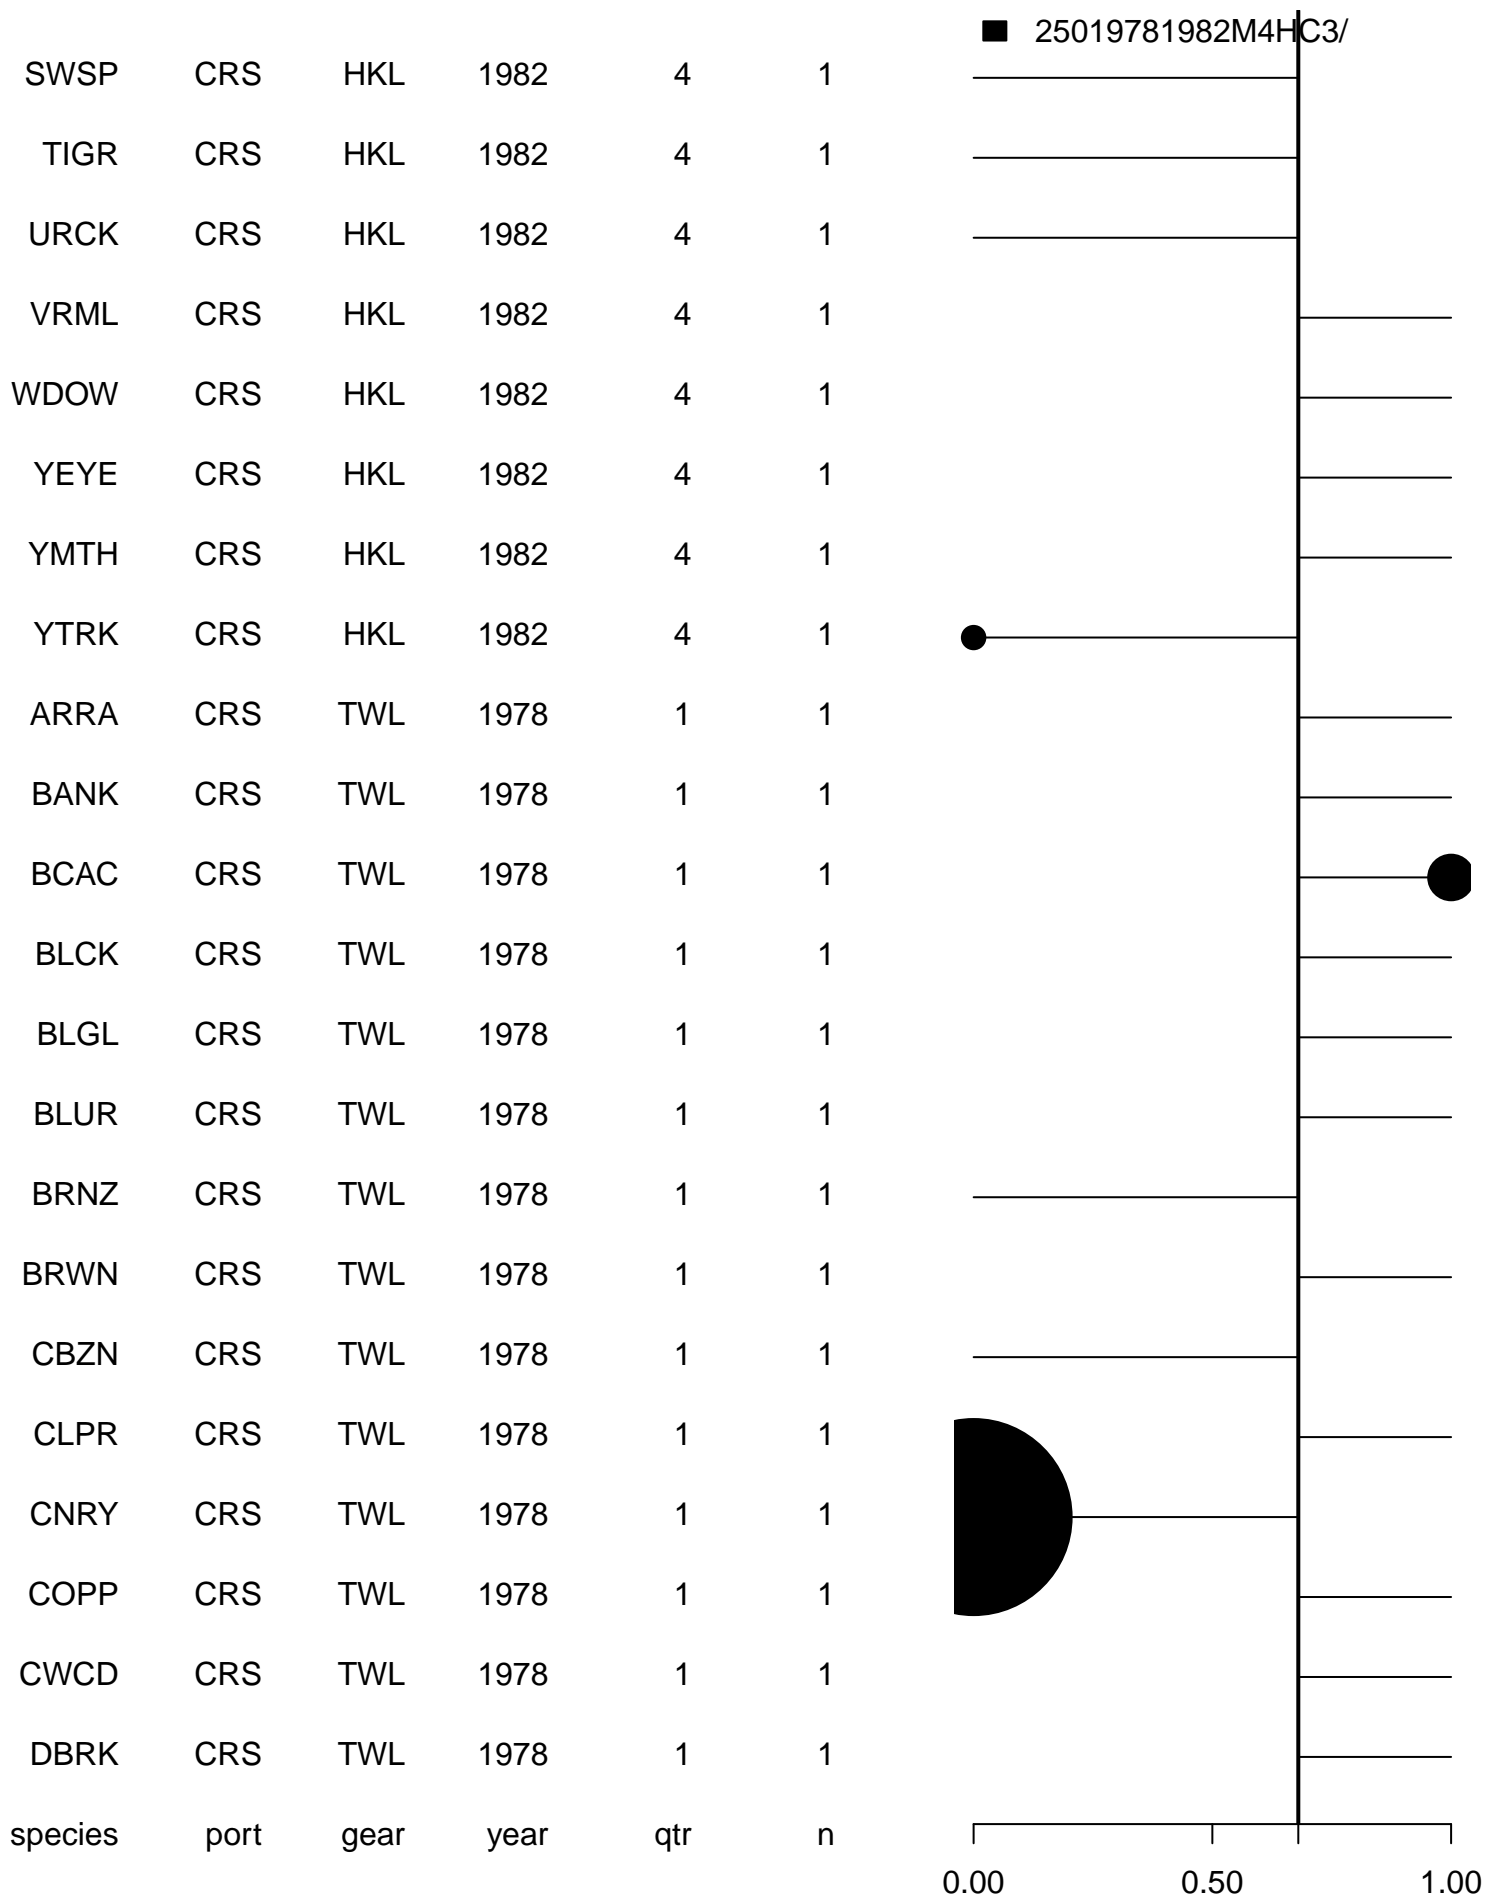 25019781982M4HC3/
SWSP CRS HKL 1982 4 1
TIGR CRS HKL 1982 4 1
URCK CRS HKL 1982 4 1
VRML CRS HKL 1982 4 1
WDOW CRS HKL 1982 4 1
YEYE CRS HKL 1982 4 1
YMTH CRS HKL 1982 4 1
YTRK CRS HKL 1982 4 1
ARRA CRS TWL 1978 1 1
BANK CRS TWL 1978 1 1
BCAC CRS TWL 1978 1 1
BLCK CRS TWL 1978 1 1
BLGL CRS TWL 1978 1 1
BLUR CRS TWL 1978 1 1
BRNZ CRS TWL 1978 1 1
BRWN CRS TWL 1978 1 1
CBZN CRS TWL 1978 1 1
CLPR CRS TWL 1978 1 1
CNRY CRS TWL 1978 1 1
COPP CRS TWL 1978 1 1
CWCD CRS TWL 1978 1 1
DBRK CRS TWL 1978 1 1
species port gear year qtr n
0.00 0.50 1.00